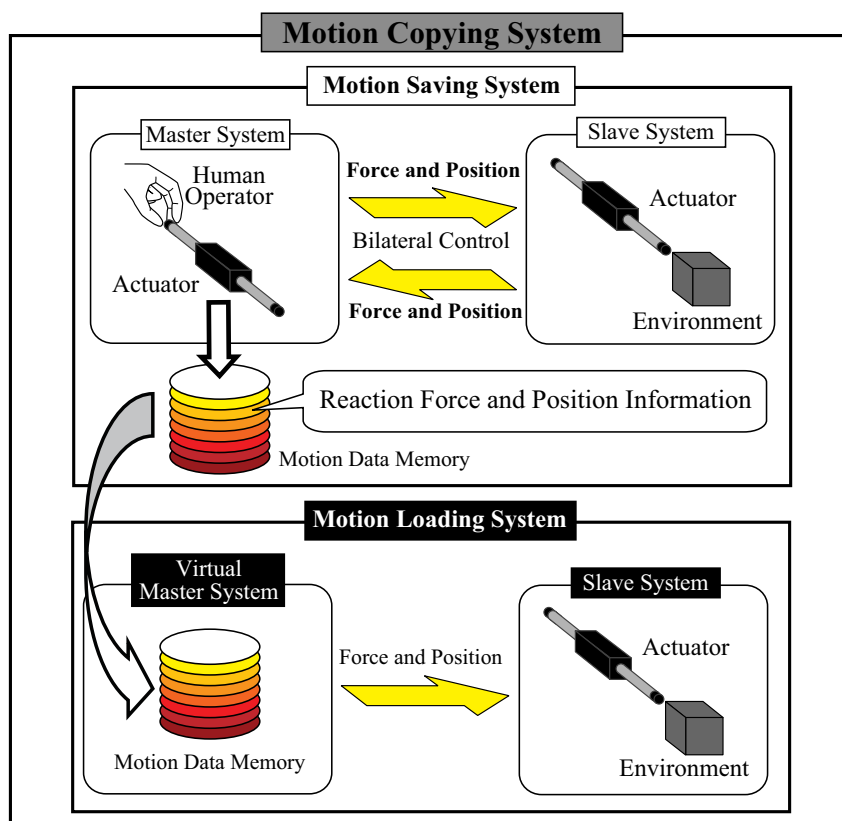 Motion Copying System
Motion Saving System
Master System
Human
Operator
Actuator
Force and Position
Bilateral Control
Force and Position
Slave System
Actuator
Environment
Reaction Force and Position Information
Motion Data Memory
Motion Loading System
Virtual
Master System
Motion Data Memory
Force and Position
Slave System
Actuator
Environment